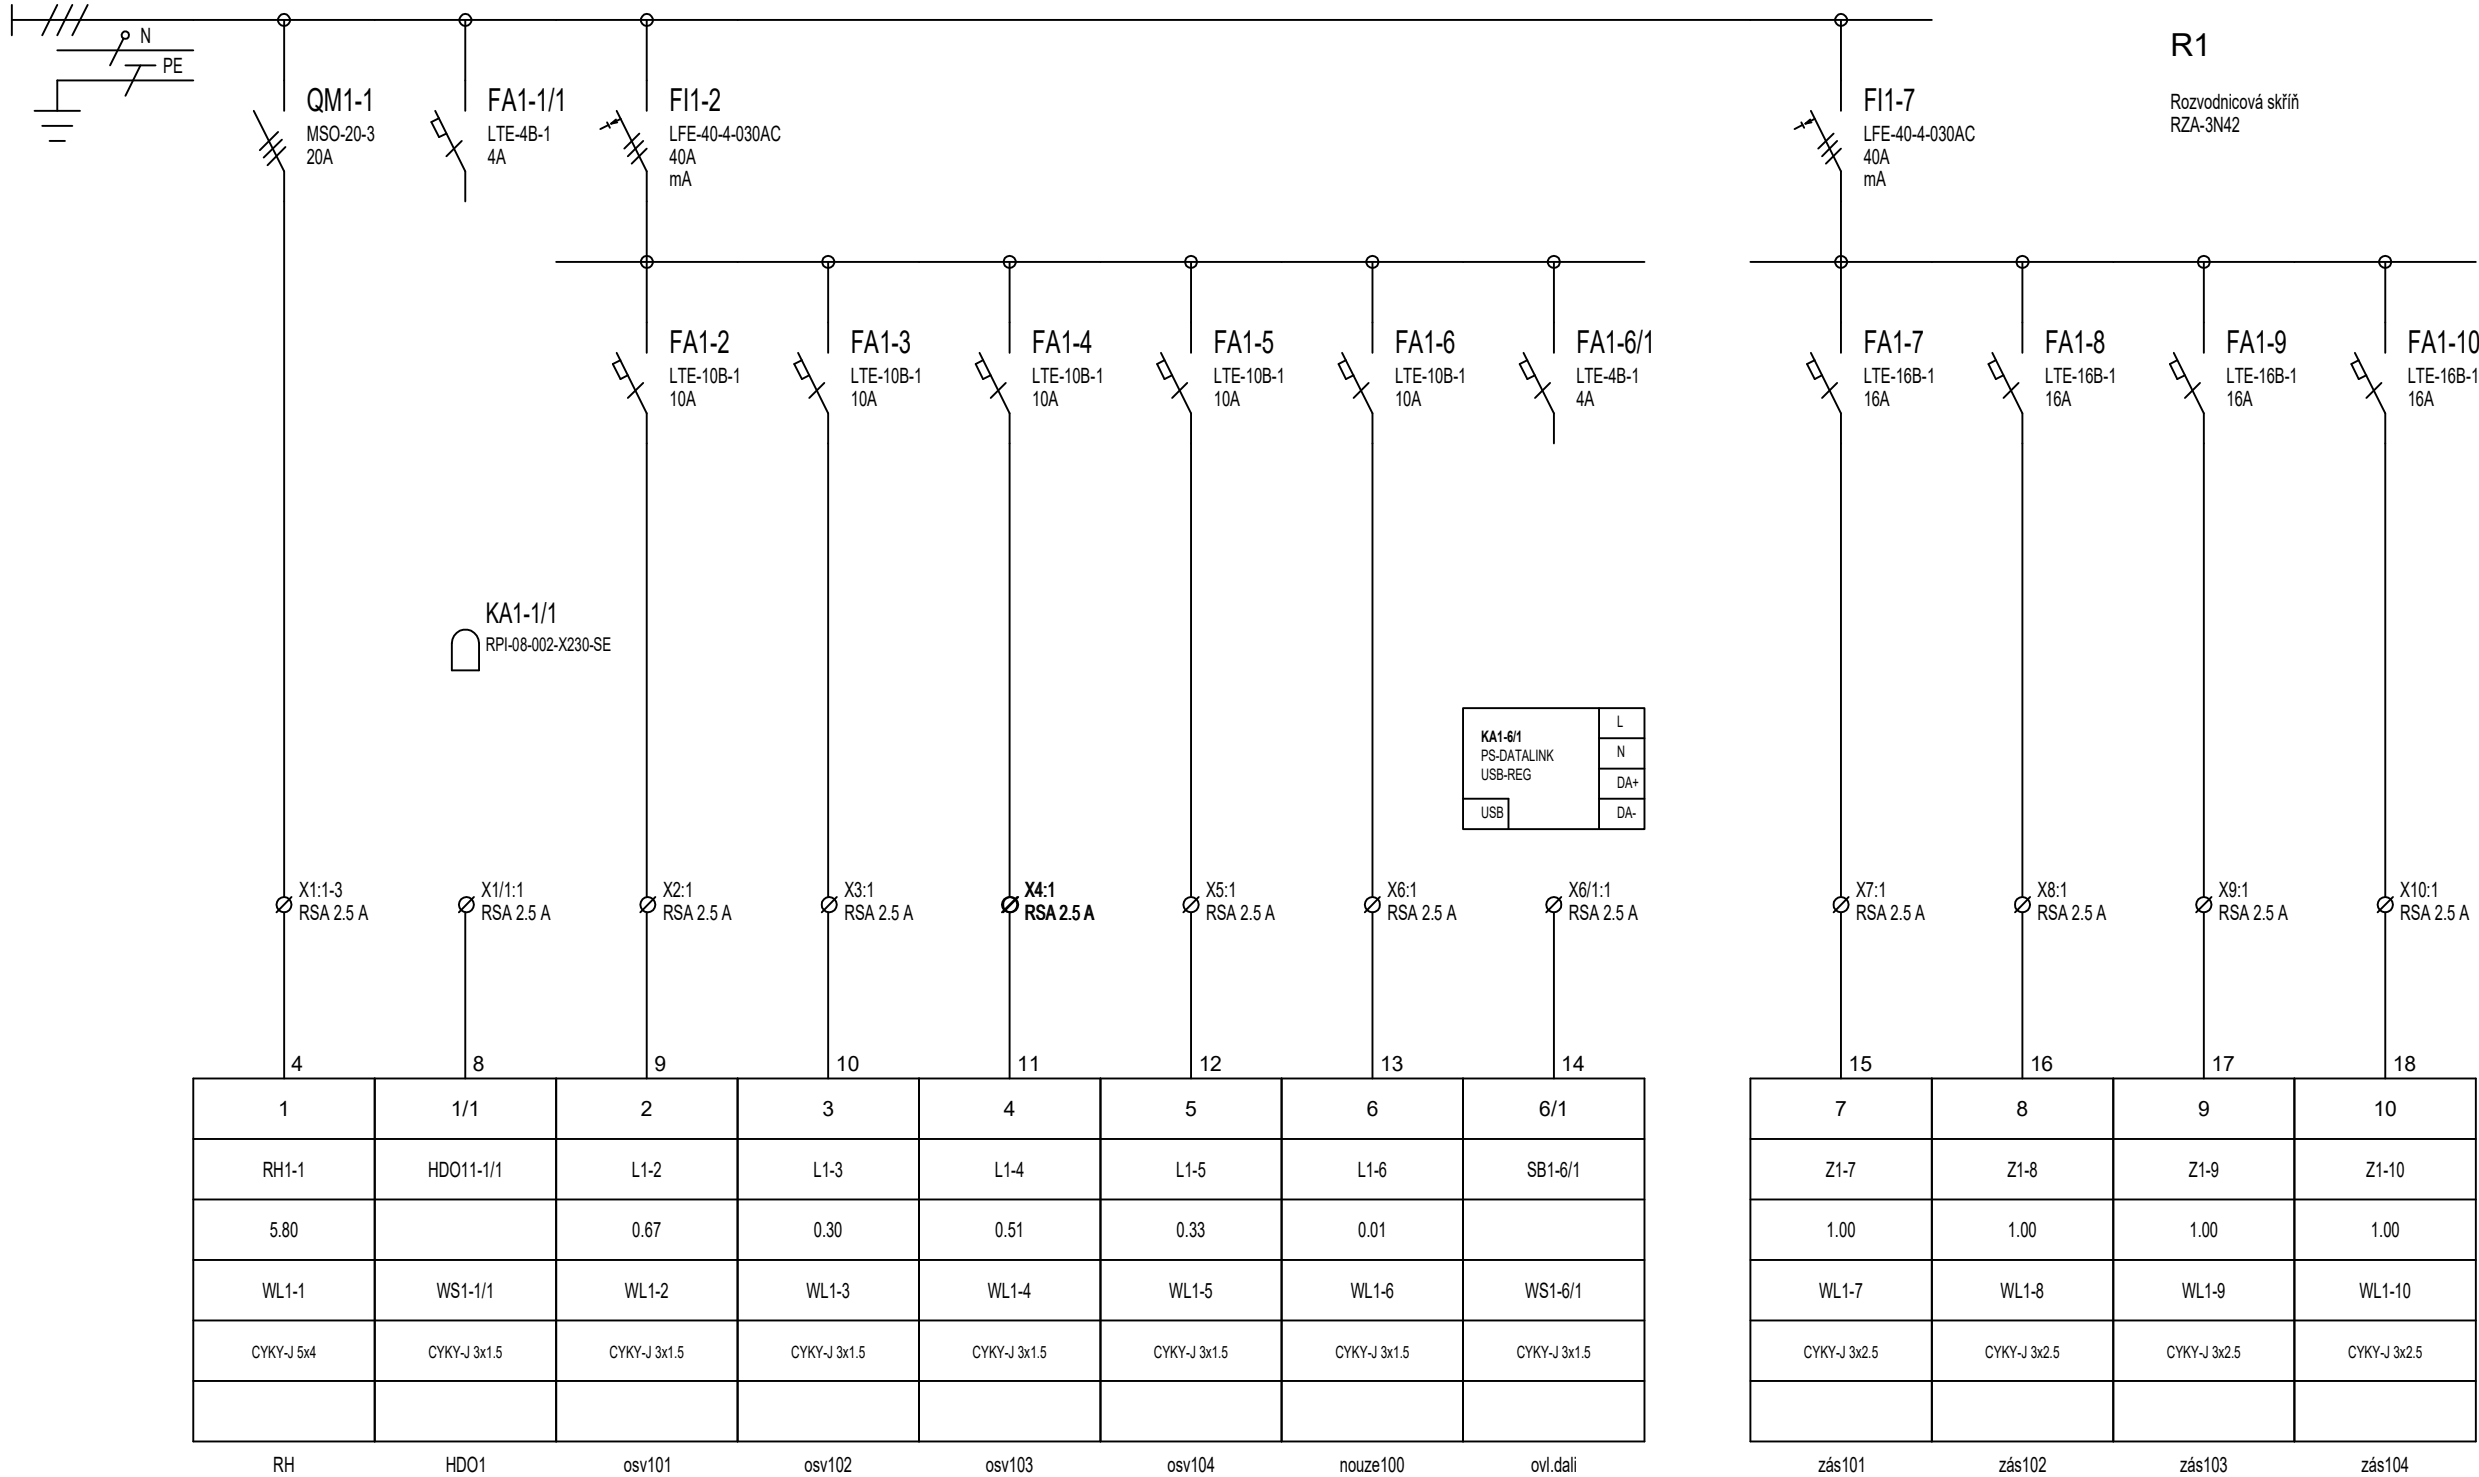 N
PE
R1
Rozvodnicová skříň
RZA-3N42
QM1-1
MSO-20-3
20A
FA1-1/1
LTE-4B-1
4A
FI1-2
LFE-40-4-030AC
40A
mA
FI1-7
LFE-40-4-030AC
40A
mA
FA1-2
LTE-10B-1
10A
FA1-3
LTE-10B-1
10A
FA1-4
LTE-10B-1
10A
FA1-5
LTE-10B-1
10A
FA1-6
LTE-10B-1
10A
FA1-6/1
LTE-4B-1
4A
FA1-7
LTE-16B-1
16A
FA1-8
LTE-16B-1
16A
FA1-9
LTE-16B-1
16A
FA1-10
LTE-16B-1
16A
KA1-1/1
RPI-08-002-X230-SE
KA1-6/1
PS-DATALINK
USB-REG
USB
L
N
DA+
DA-
X1:1-3
RSA 2.5 A
X1/1:1
RSA 2.5 A
X2:1
RSA 2.5 A
X3:1
RSA 2.5 A
X4:1
RSA 2.5 A
X5:1
RSA 2.5 A
X6:1
RSA 2.5 A
X6/1:1
RSA 2.5 A
X7:1
RSA 2.5 A
X8:1
RSA 2.5 A
X9:1
RSA 2.5 A
X10:1
RSA 2.5 A
4 8 9 10 11 12 13 14 15 16 17 18
1 1/1 2 3 4 5 6 6/1 7 8 9 10
RH1-1 HDO11-1/1 L1-2 L1-3 L1-4 L1-5 L1-6 SB1-6/1 Z1-7 Z1-8 Z1-9 Z1-10
5.80 0.67 0.30 0.51 0.33 0.01 1.00 1.00 1.00 1.00
WL1-1 WS1-1/1 WL1-2 WL1-3 WL1-4 WL1-5 WL1-6 WS1-6/1 WL1-7 WL1-8 WL1-9 WL1-10
CYKY-J 5x4 CYKY-J 3x1.5 CYKY-J 3x1.5 CYKY-J 3x1.5 CYKY-J 3x1.5 CYKY-J 3x1.5 CYKY-J 3x1.5 CYKY-J 3x1.5 CYKY-J 3x2.5 CYKY-J 3x2.5 CYKY-J 3x2.5 CYKY-J 3x2.5
RH HDO1 osv101 osv102 osv103 osv104 nouze100 ovl.dali zás101 zás102 zás103 zás104